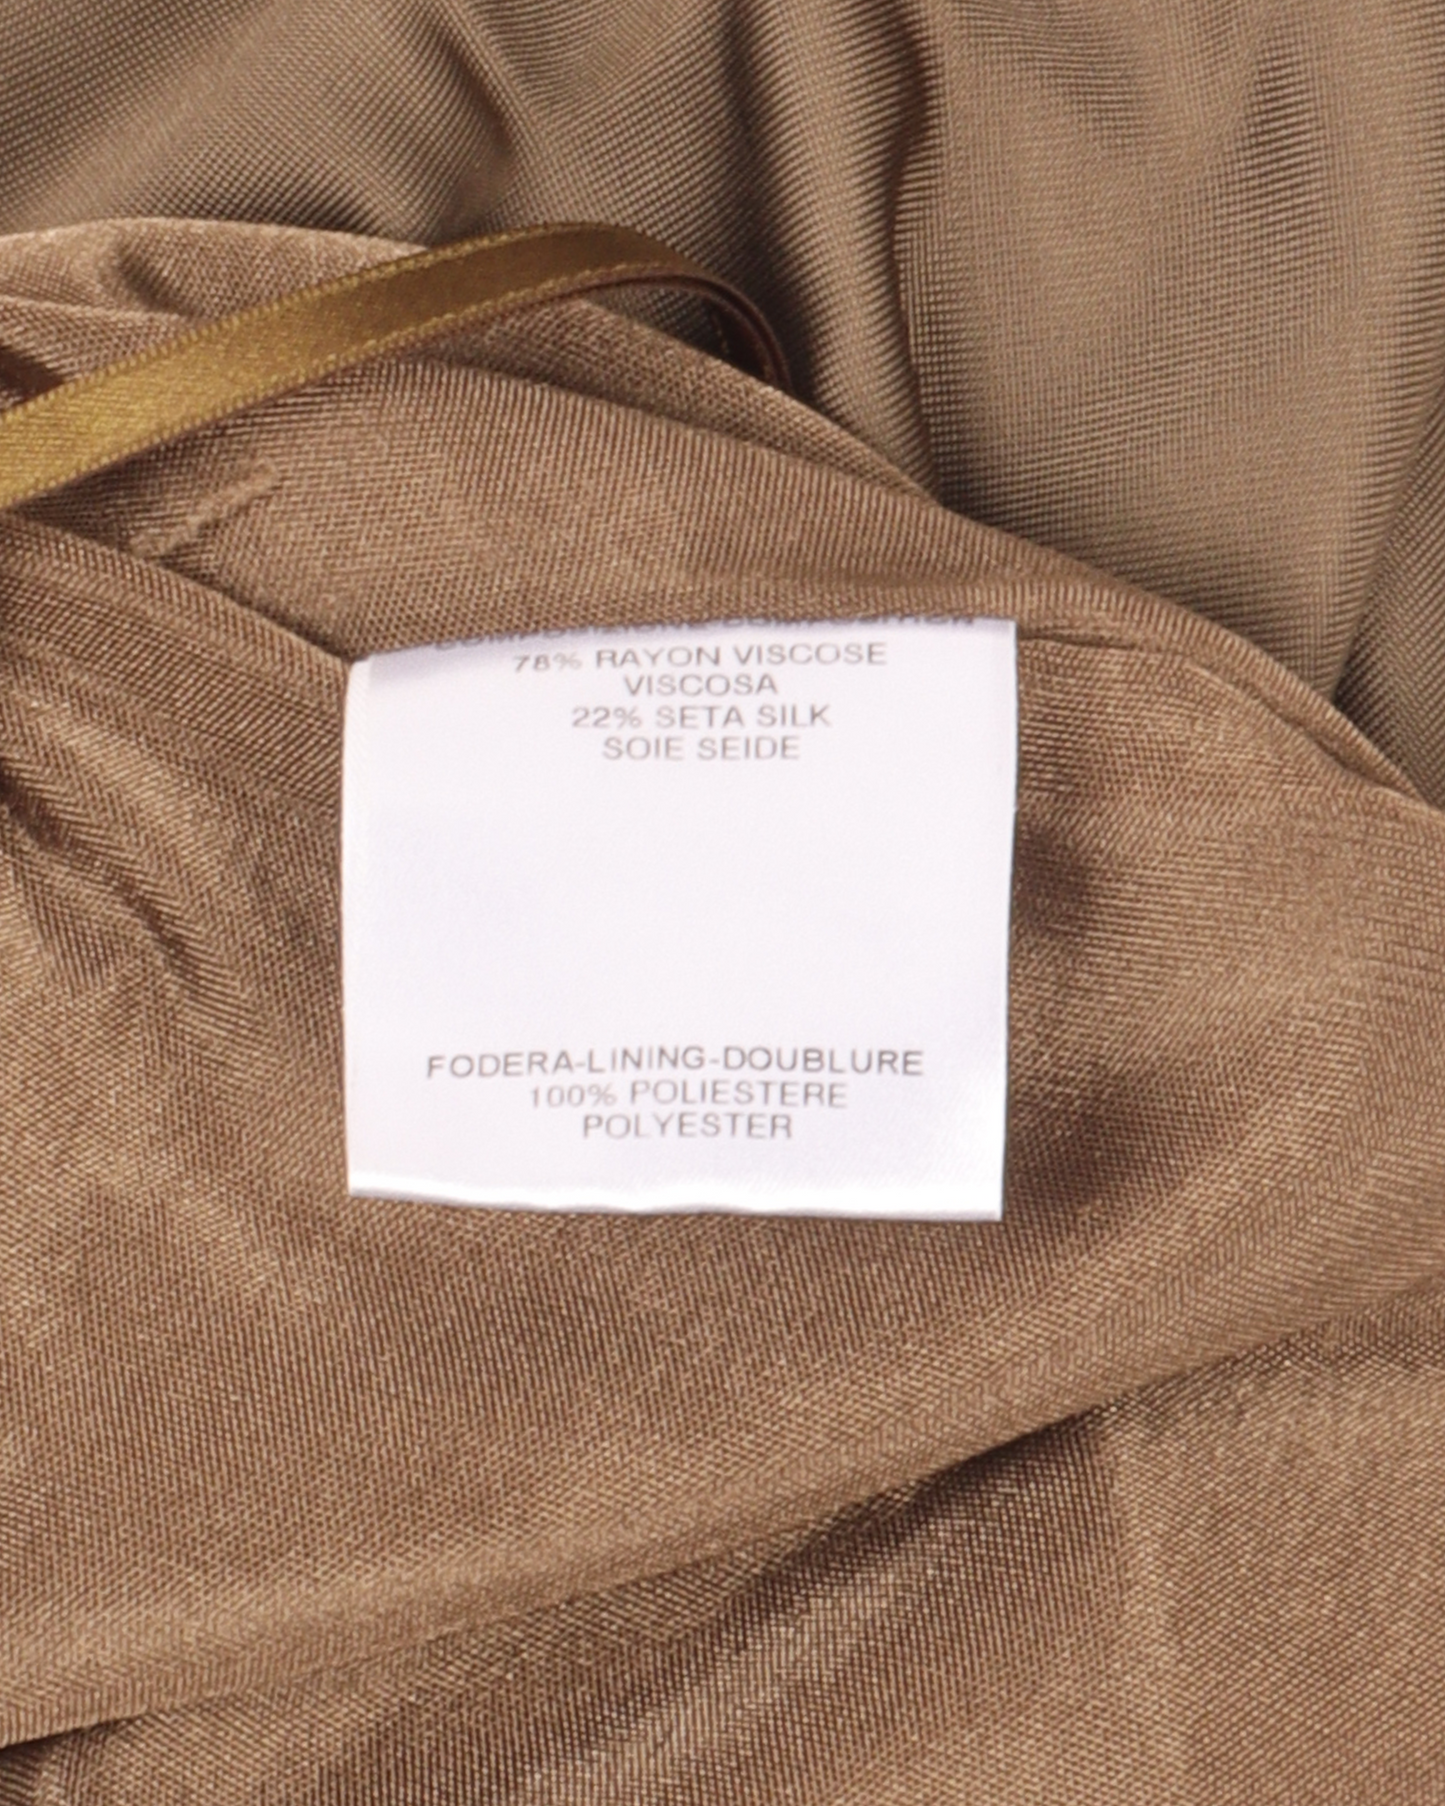 78% RAYON VISCOSE
VISCOSA
22% SETA SILK
SOIE SEIDE
FODERA-LINING-DOUBLURE
100% POLIESTERE
POLYESTER